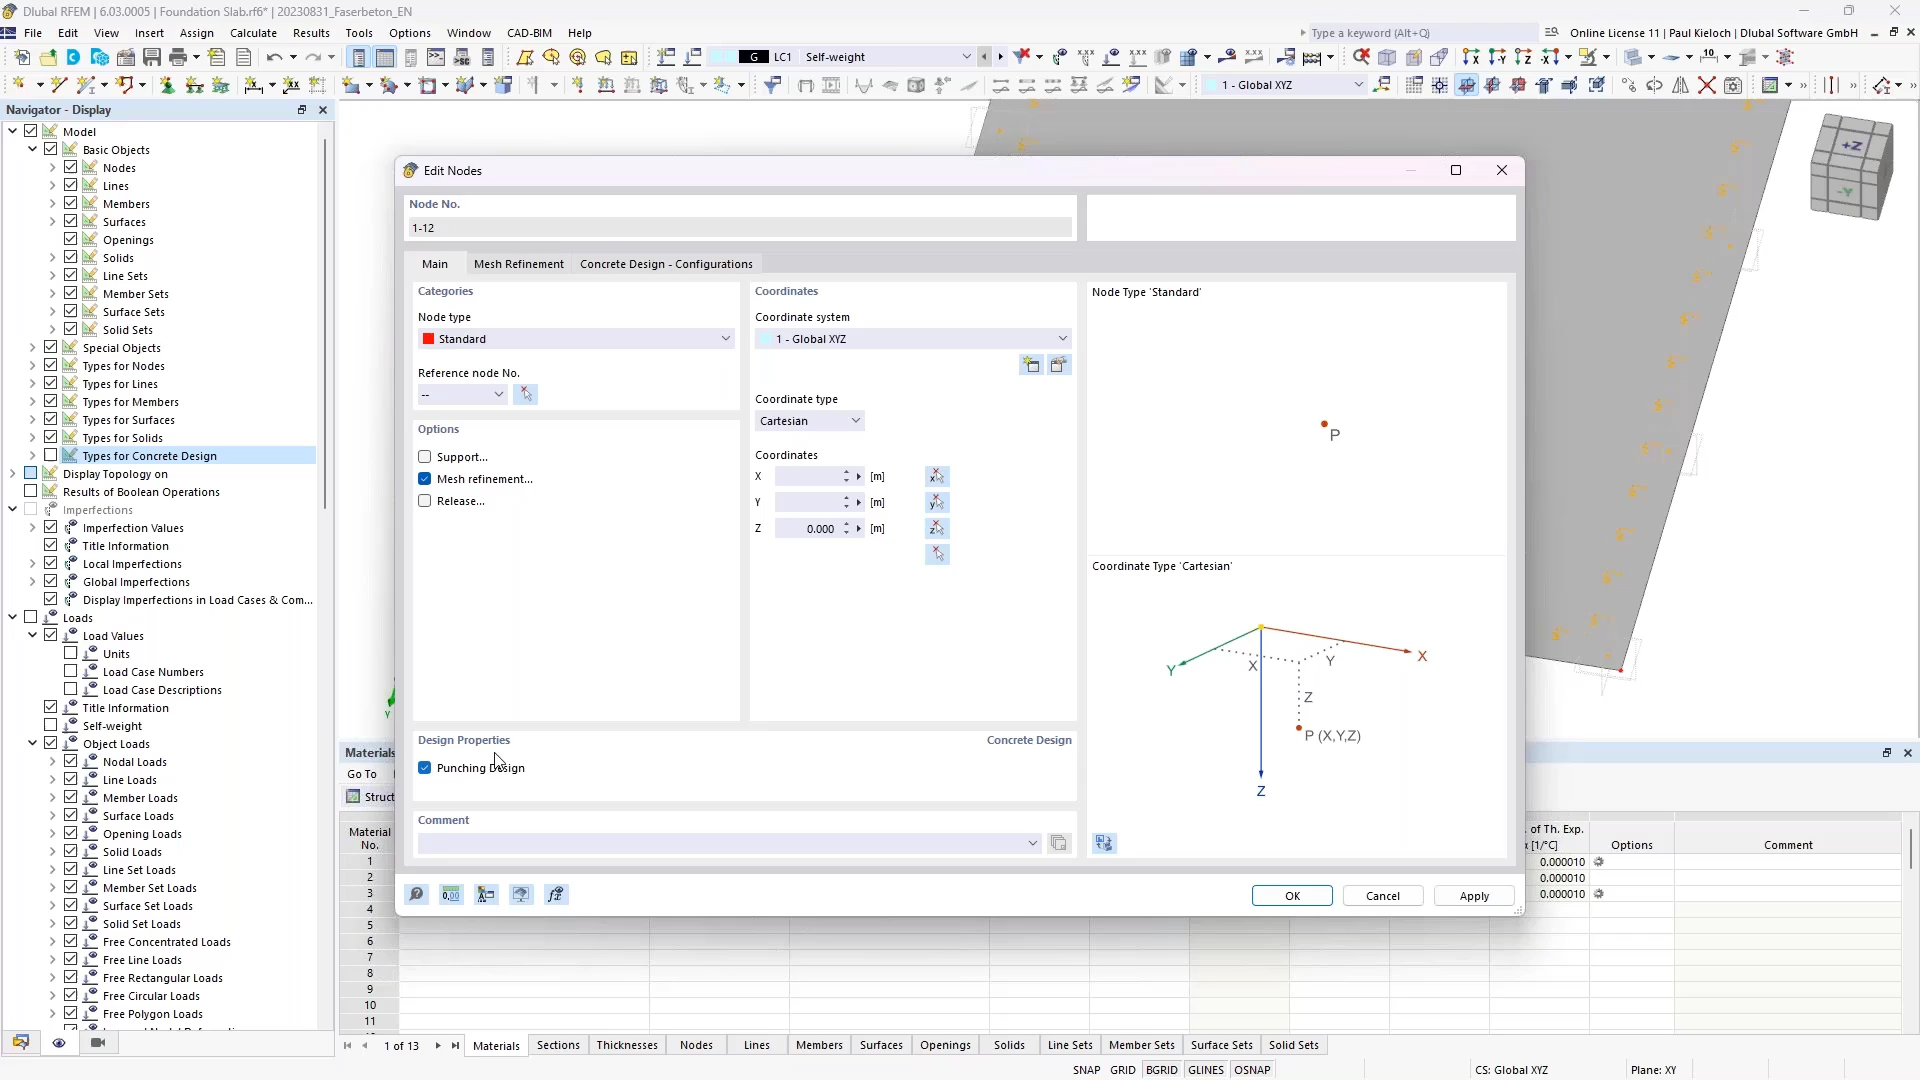 Dlubal RFEM | 6.03.0005 | Foundation Slab.rf6* | 20230831_Faserbeton_EN
File Edit View Insert Assign Calculate Results Tools Options Window CAD-BIM Help
Type a keyword (Alt+Q)
Online License 11 | Paul Kieloch | Dlubal Software GmbH
G LC1 Self-weight
1 - Global XYZ
Navigator - Display
Model
Basic Objects
Nodes
Lines
Members
Surfaces
Openings
Solids
Line Sets
Member Sets
Surface Sets
Solid Sets
Special Objects
Types for Nodes
Types for Lines
Types for Members
Types for Surfaces
Types for Solids
Types for Concrete Design
Display Topology on
Results of Boolean Operations
Imperfections
Imperfection Values
Title Information
Local Imperfections
Global Imperfections
Display Imperfections in Load Cases & Com...
Loads
Load Values
Units
Load Case Numbers
Load Case Descriptions
Title Information
Self-weight
Object Loads
Nodal Loads
Line Loads
Member Loads
Surface Loads
Opening Loads
Solid Loads
Line Set Loads
Member Set Loads
Surface Set Loads
Solid Set Loads
Free Concentrated Loads
Free Line Loads
Free Rectangular Loads
Free Circular Loads
Free Polygon Loads
+Z
-Y
Edit Nodes
Node No.
1-12
Main Mesh Refinement Concrete Design - Configurations
Categories
Node type
Standard
Reference node No.
--
Options
Support...
Mesh refinement...
Release...
Coordinates
Coordinate system
1 - Global XYZ
Coordinate type
Cartesian
Coordinates
X [m]
Y [m]
Z 0.000 [m]
Node Type 'Standard'
P
Coordinate Type 'Cartesian'
Y X Y X
Z
P (X,Y,Z)
Z
Design Properties Concrete Design
Punching Design
Comment
OK Cancel Apply
Materials
Go To
Struct
Material
No.
of Th. Exp.
[1/°C]
Options
Comment
1 0.000010
2 0.000010
3 0.000010
4
5
6
7
8
9
10
11
1 of 13
Materials Sections Thicknesses Nodes Lines Members Surfaces Openings Solids Line Sets Member Sets Surface Sets Solid Sets
SNAP GRID BGRID GLINES OSNAP
CS: Global XYZ
Plane: XY